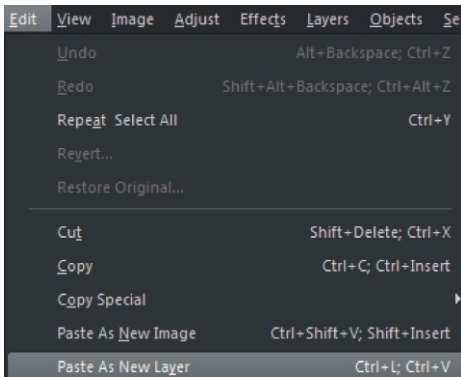 Edit View Image Adjust Effects Layers Objects Se
Undo Alt+Backspace; Ctrl+Z
Redo Shift+Alt+Backspace; Ctrl+Alt+Z
Repeat Select All Ctrl+Y
Revert...
Restore Original...
Cut Shift+Delete; Ctrl+X
Copy Ctrl+C; Ctrl+Insert
Copy Special
Paste As New Image Ctrl+Shift+V; Shift+Insert
Paste As New Layer Ctrl+L; Ctrl+V